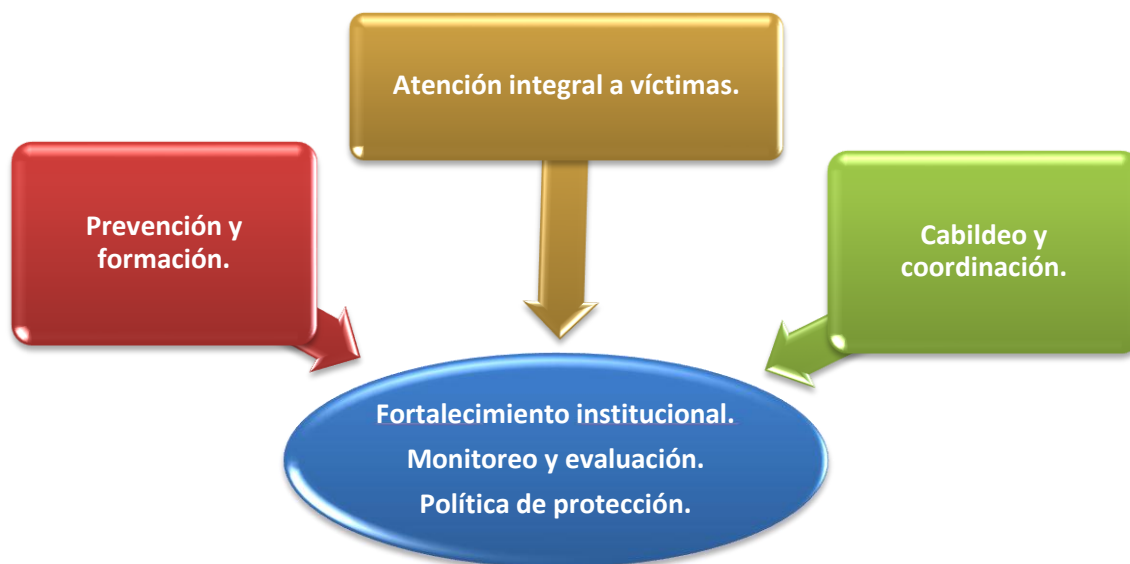 Atención integral a víctimas.
Prevención y
formación.
Cabildeo y
coordinación.
Fortalecimiento institucional.
Monitoreo y evaluación.
Política de protección.